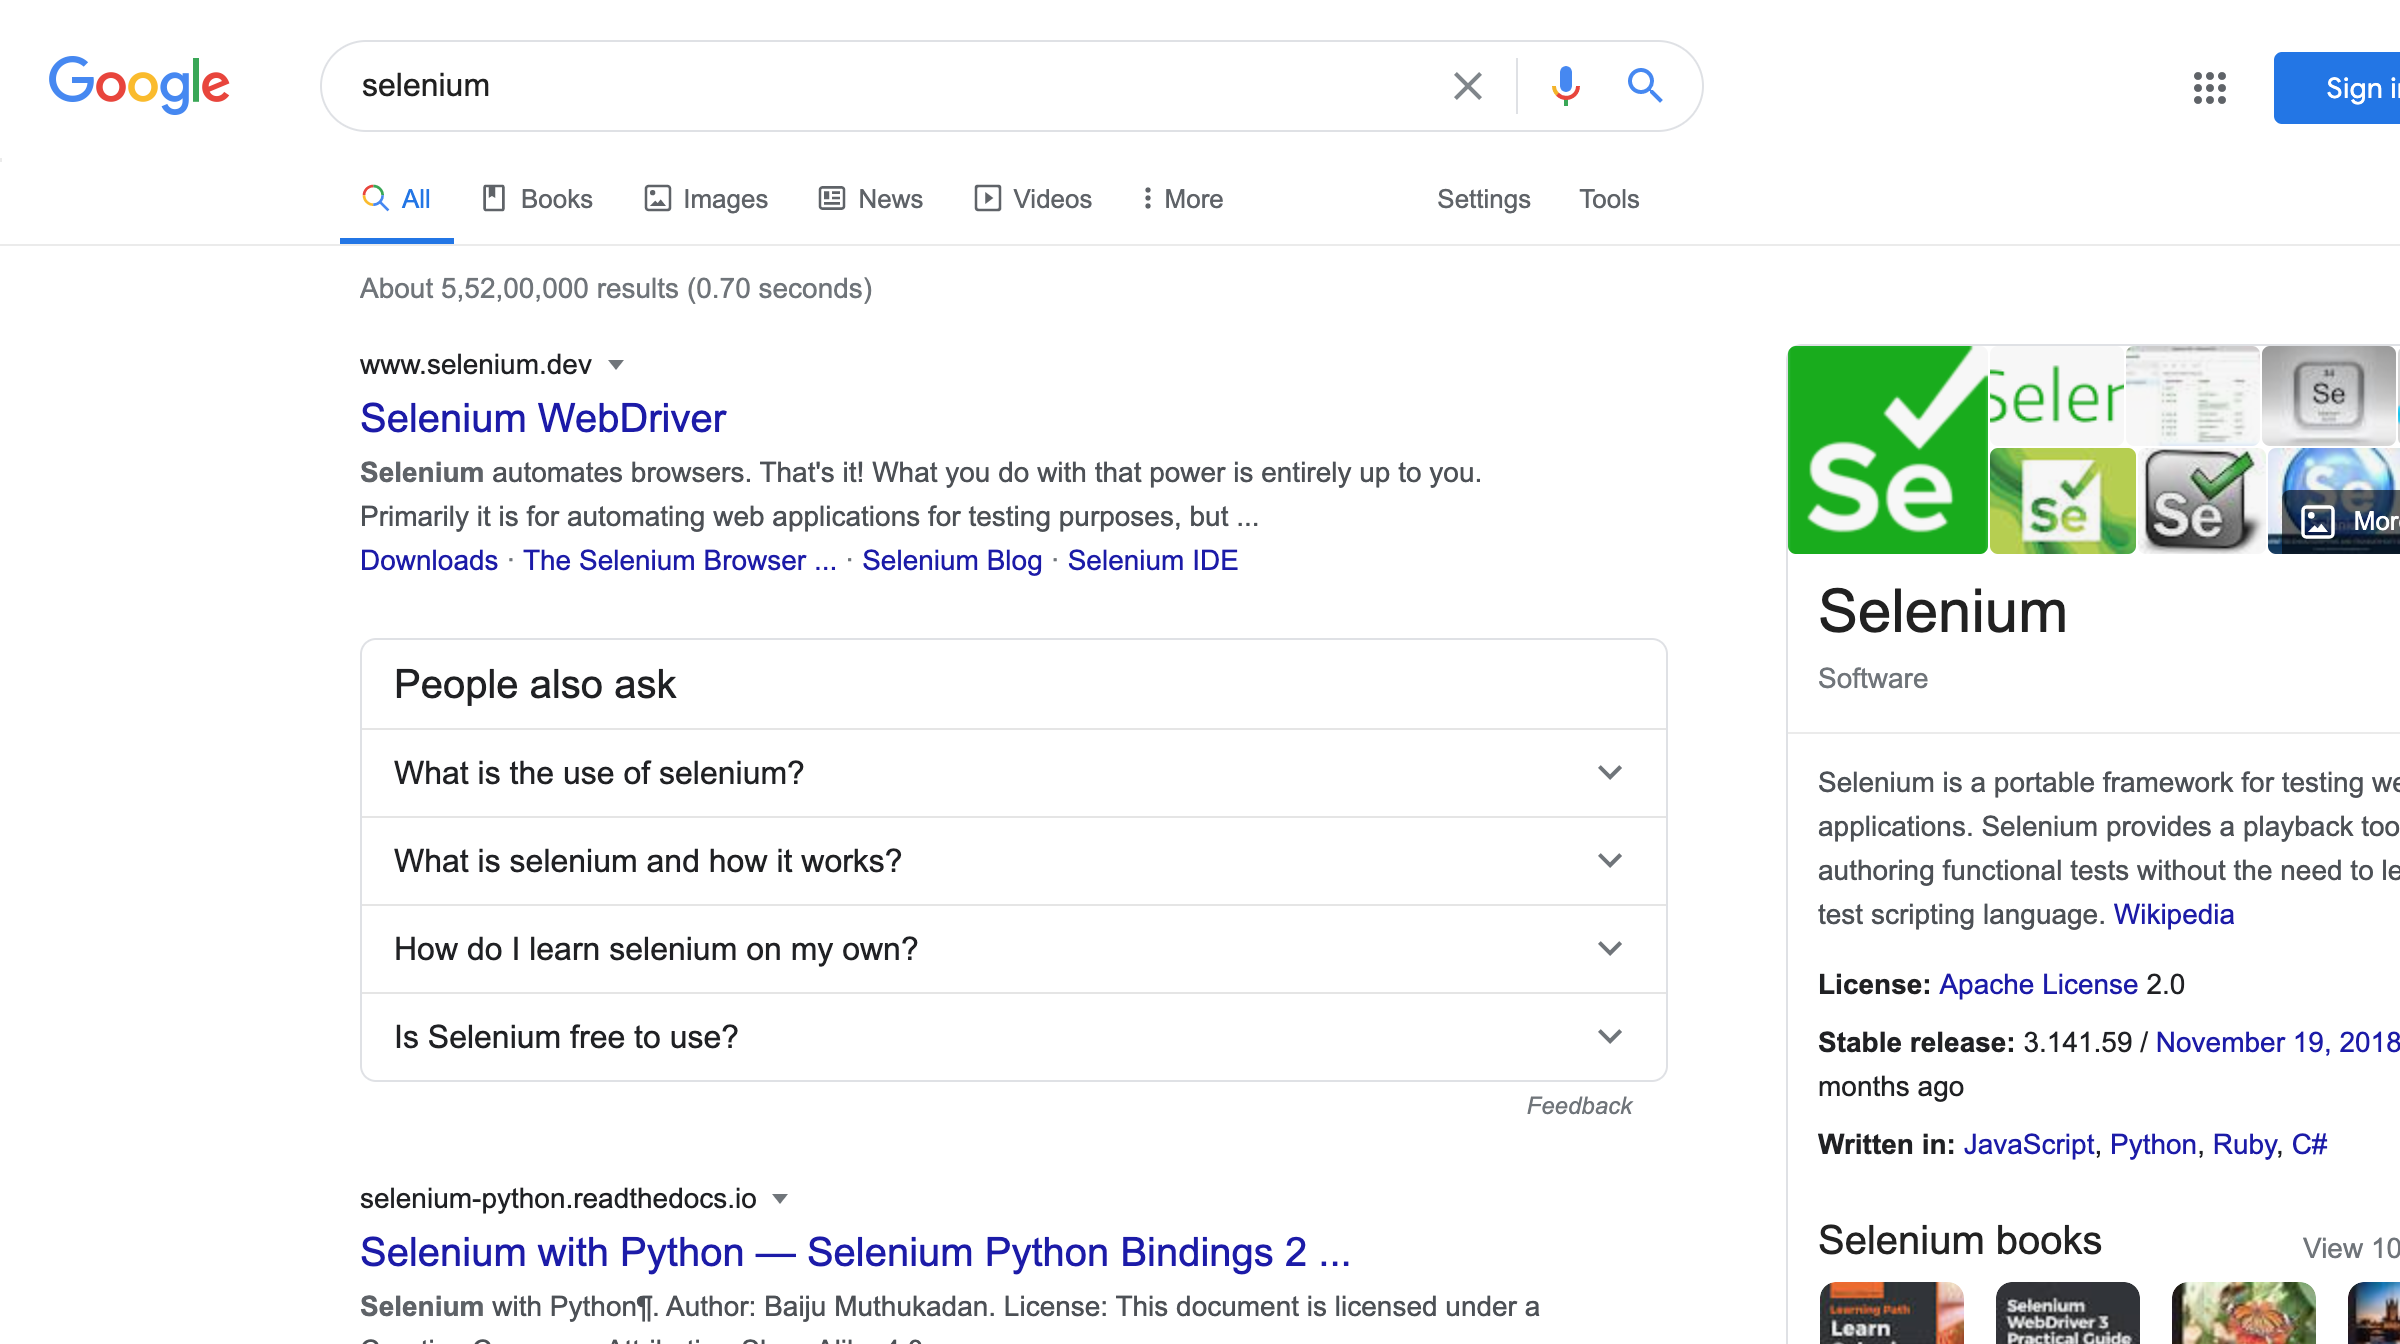 Google
selenium
Sign i
All
Books
Images
News
Videos
More
Settings
Tools
About 5,52,00,000 results (0.70 seconds)
www.selenium.dev
Selenium WebDriver
Selenium automates browsers. That's it! What you do with that power is entirely up to you.
Primarily it is for automating web applications for testing purposes, but ...
Downloads · The Selenium Browser ... · Selenium Blog · Selenium IDE
People also ask
What is the use of selenium?
What is selenium and how it works?
How do I learn selenium on my own?
Is Selenium free to use?
Feedback
selenium-python.readthedocs.io
Selenium with Python — Selenium Python Bindings 2 ...
Selenium with Python¶. Author: Baiju Muthukadan. License: This document is licensed under a
Se
Seler
34
Se
Se
Se
Se
Mor
Selenium
Software
Selenium is a portable framework for testing we
applications. Selenium provides a playback too
authoring functional tests without the need to le
test scripting language. Wikipedia
License: Apache License 2.0
Stable release: 3.141.59 / November 19, 2018
months ago
Written in: JavaScript, Python, Ruby, C#
Selenium books
View 10
Learning Path
Learn
Selenium
WebDriver 3
Practical Guide